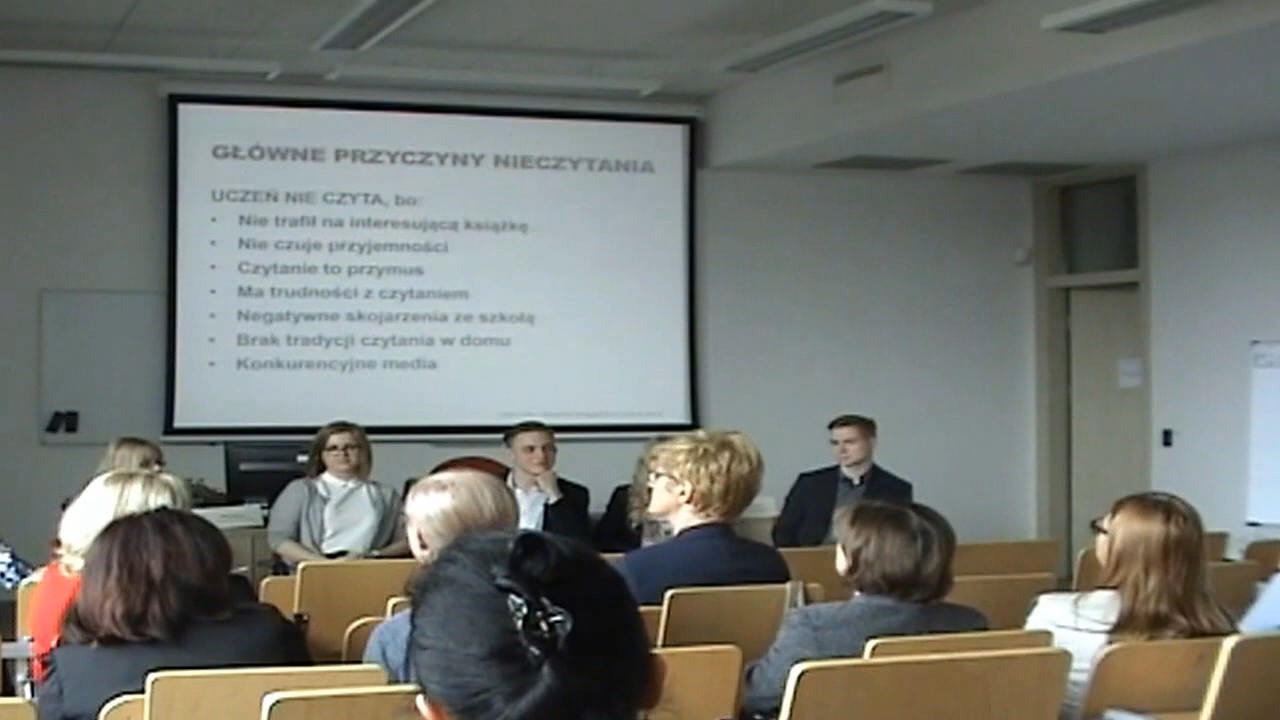 GŁÓWNE PRZYCZYNY NIECZYTANIA
UCZEŃ NIE CZYTA, bo:
• Nie trafił na interesującą książkę
• Nie czuje przyjemności
• Czytanie to przymus
• Ma trudności z czytaniem
• Negatywne skojarzenia ze szkołą
• Brak tradycji czytania w domu
• Konkurencyjne media